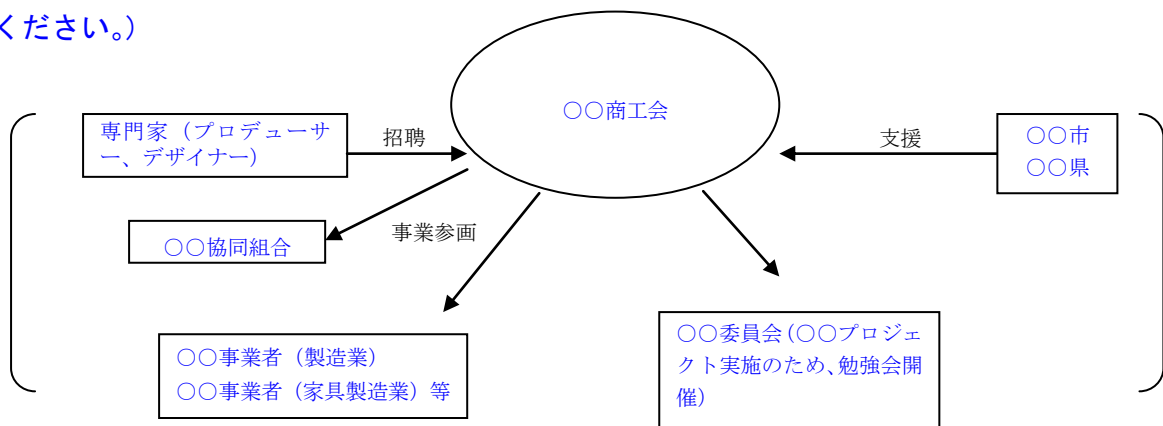 ください。）
○○商工会
専門家（プロデューサ
ー、デザイナー）
招聘
支援
○○市
○○県
○○協同組合
事業参画
○○事業者（製造業）
○○事業者（家具製造業）等
○○委員会（○○プロジェ
クト実施のため、勉強会開
催）